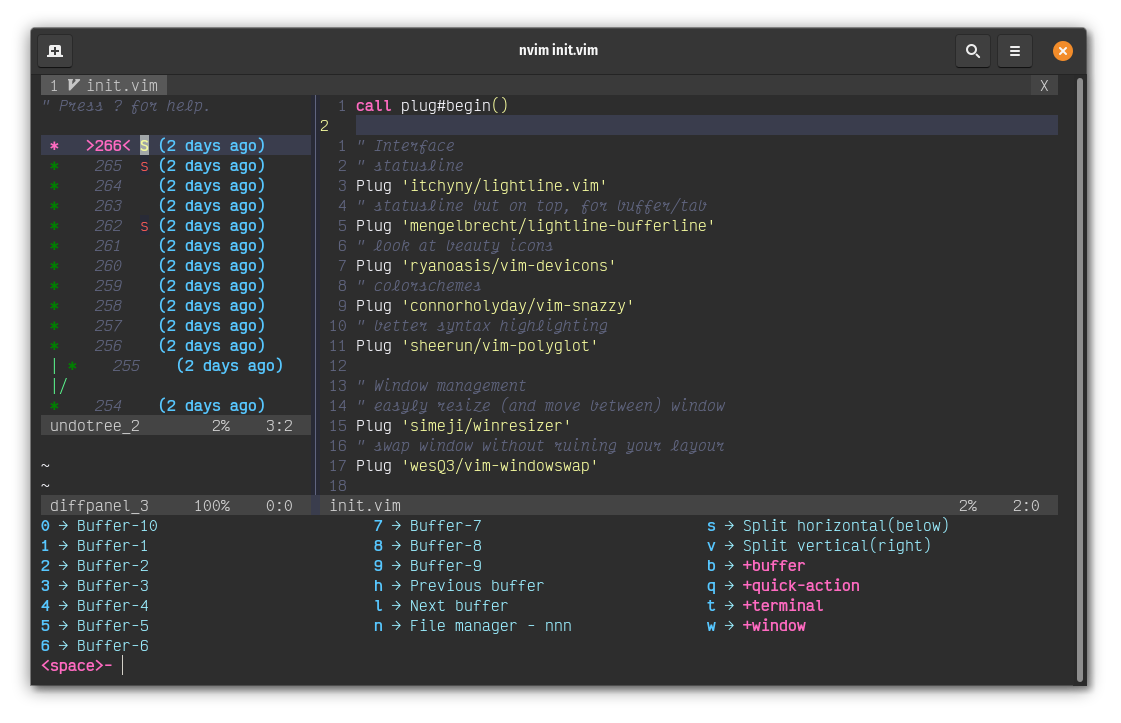 nvim init.vim
1 init.vim X
" Press ? for help.
* >266< s (2 days ago)
* 265 s (2 days ago)
* 264 (2 days ago)
* 263 (2 days ago)
* 262 s (2 days ago)
* 261 (2 days ago)
* 260 (2 days ago)
* 259 (2 days ago)
* 258 (2 days ago)
* 257 (2 days ago)
* 256 (2 days ago)
| * 255 (2 days ago)
|/
* 254 (2 days ago)
undotree_2 2% 3:2
~
~
diffpanel_3 100% 0:0
1 call plug#begin()
2
1 " Interface
2 " statusline
3 Plug 'itchyny/lightline.vim'
4 " statusline but on top, for buffer/tab
5 Plug 'mengelbrecht/lightline-bufferline'
6 " look at beauty icons
7 Plug 'ryanoasis/vim-devicons'
8 " colorschemes
9 Plug 'connorholyday/vim-snazzy'
10 " better syntax highlighting
11 Plug 'sheerun/vim-polyglot'
12
13 " Window management
14 " easyly resize (and move between) window
15 Plug 'simeji/winresizer'
16 " swap window without ruining your layour
17 Plug 'wesQ3/vim-windowswap'
18
init.vim 2% 2:0
0 → Buffer-10 7 → Buffer-7 s → Split horizontal(below)
1 → Buffer-1 8 → Buffer-8 v → Split vertical(right)
2 → Buffer-2 9 → Buffer-9 b → +buffer
3 → Buffer-3 h → Previous buffer q → +quick-action
4 → Buffer-4 l → Next buffer t → +terminal
5 → Buffer-5 n → File manager - nnn w → +window
6 → Buffer-6
<space>-